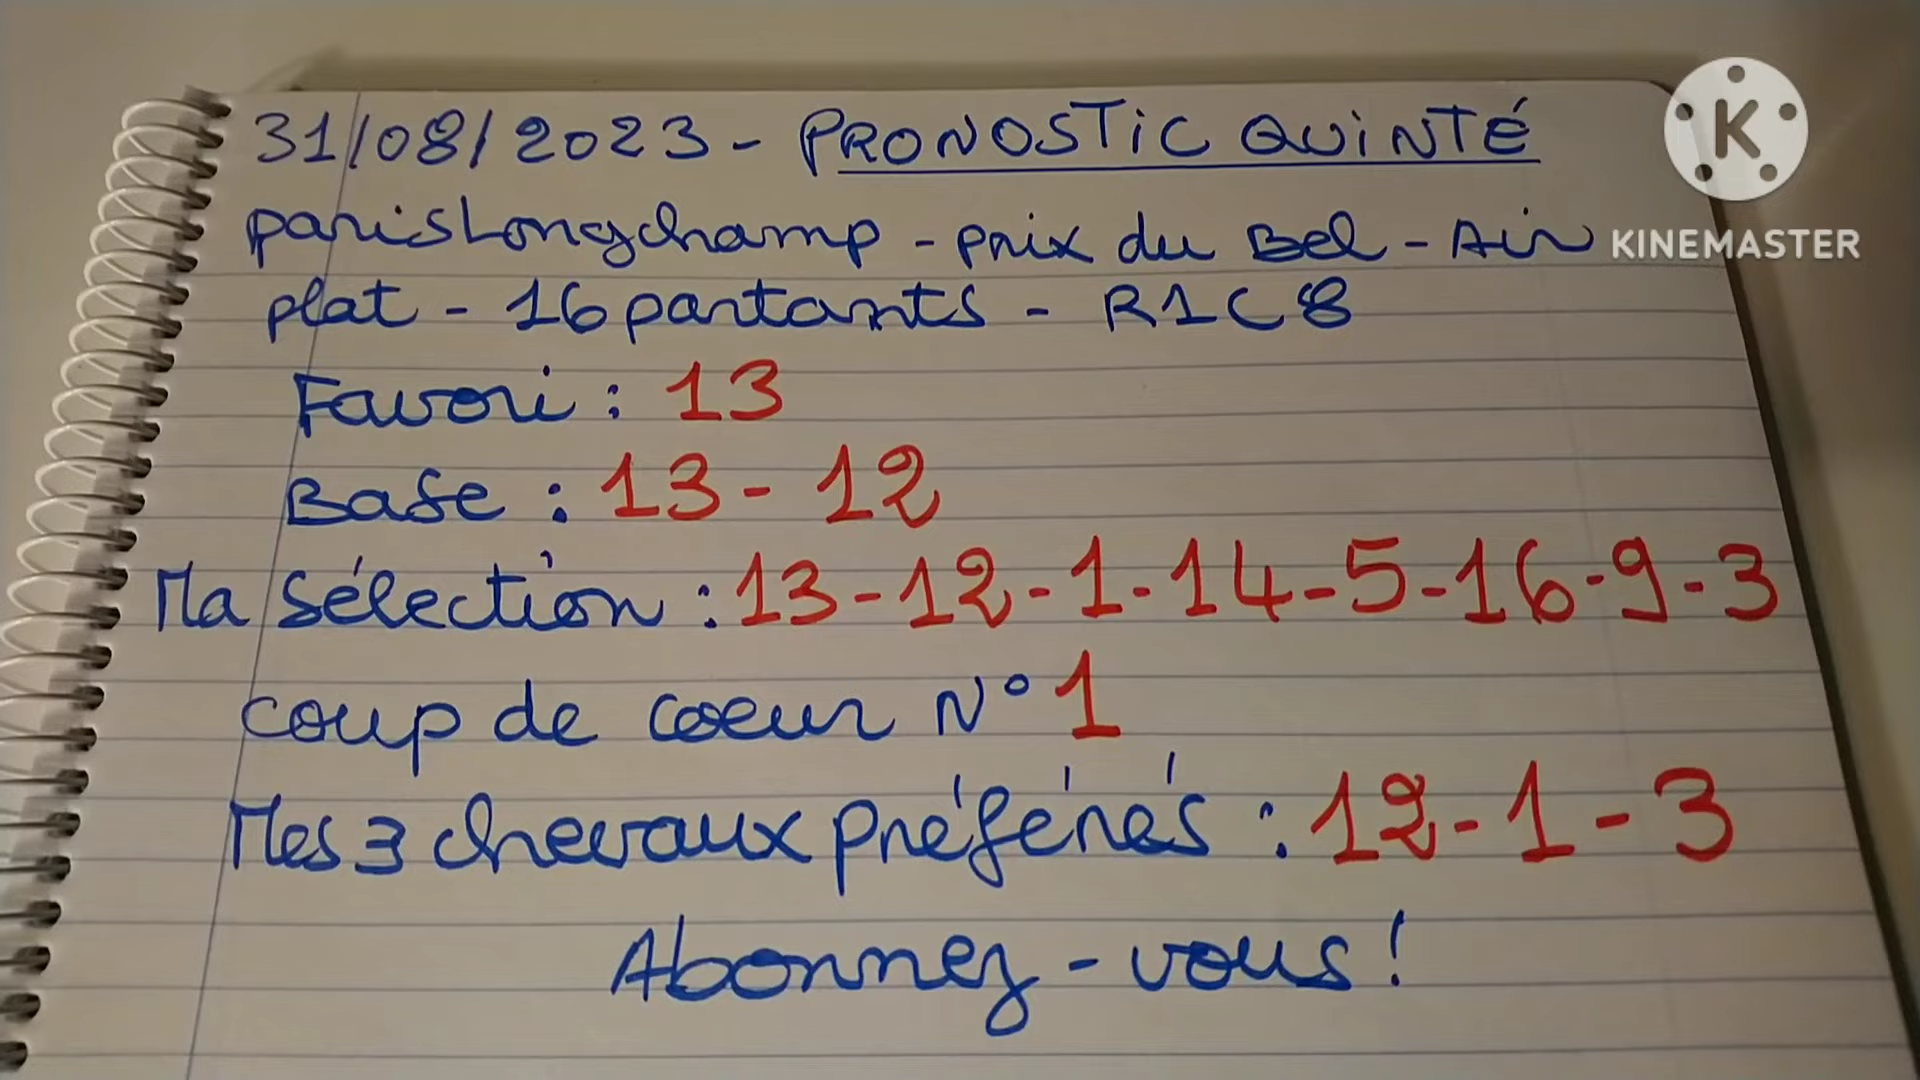 31/08/2023 - PRONOSTIC QUINTÉ
parisLongchamp - prix du Bel - Air
plat - 16 partants - R1C8
Favori : 13
Base : 13 - 12
Ma sélection : 13 - 12 - 1 - 14 - 5 - 16 - 9 - 3
coup de coeur N° 1
Mes 3 chevaux préférés : 12 - 1 - 3
Abonnez - vous !
K
KINEMASTER